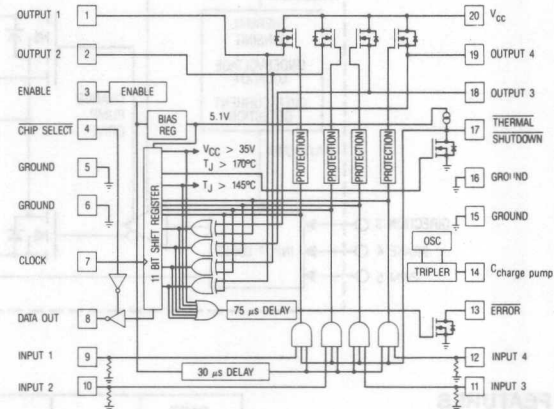 OUTPUT 1 1
OUTPUT 2 2
ENABLE 3 ENABLE
CHIP SELECT 4
GROUND 5
GROUND 6
CLOCK 7
DATA OUT 8
INPUT 1 9
INPUT 2 10
BIAS REG
5.1V
VCC > 35V
TJ > 170°C
TJ > 145°C
11 BIT SHIFT REGISTER
PROTECTION
PROTECTION
PROTECTION
PROTECTION
75 μs DELAY
30 μs DELAY
20 VCC
19 OUTPUT 4
18 OUTPUT 3
17 THERMAL SHUTDOWN
16 GROUND
15 GROUND
OSC
TRIPLER 14 Ccharge pump
13 ERROR
12 INPUT 4
11 INPUT 3